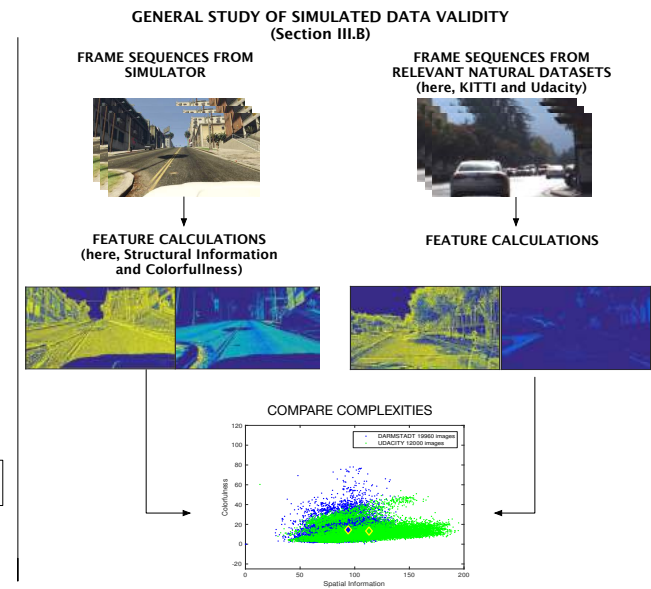 GENERAL STUDY OF SIMULATED DATA VALIDITY
(Section III.B)
FRAME SEQUENCES FROM
SIMULATOR
FRAME SEQUENCES FROM
RELEVANT NATURAL DATASETS
(here, KITTI and Udacity)
FEATURE CALCULATIONS
(here, Structural Information
and Colorfullness)
FEATURE CALCULATIONS
COMPARE COMPLEXITIES
120
100
80
60
40
20
0
-20
Colorfulness
DARMSTADT 19960 images
UDACITY 12000 images
0
50
100
150
200
Spatial Information